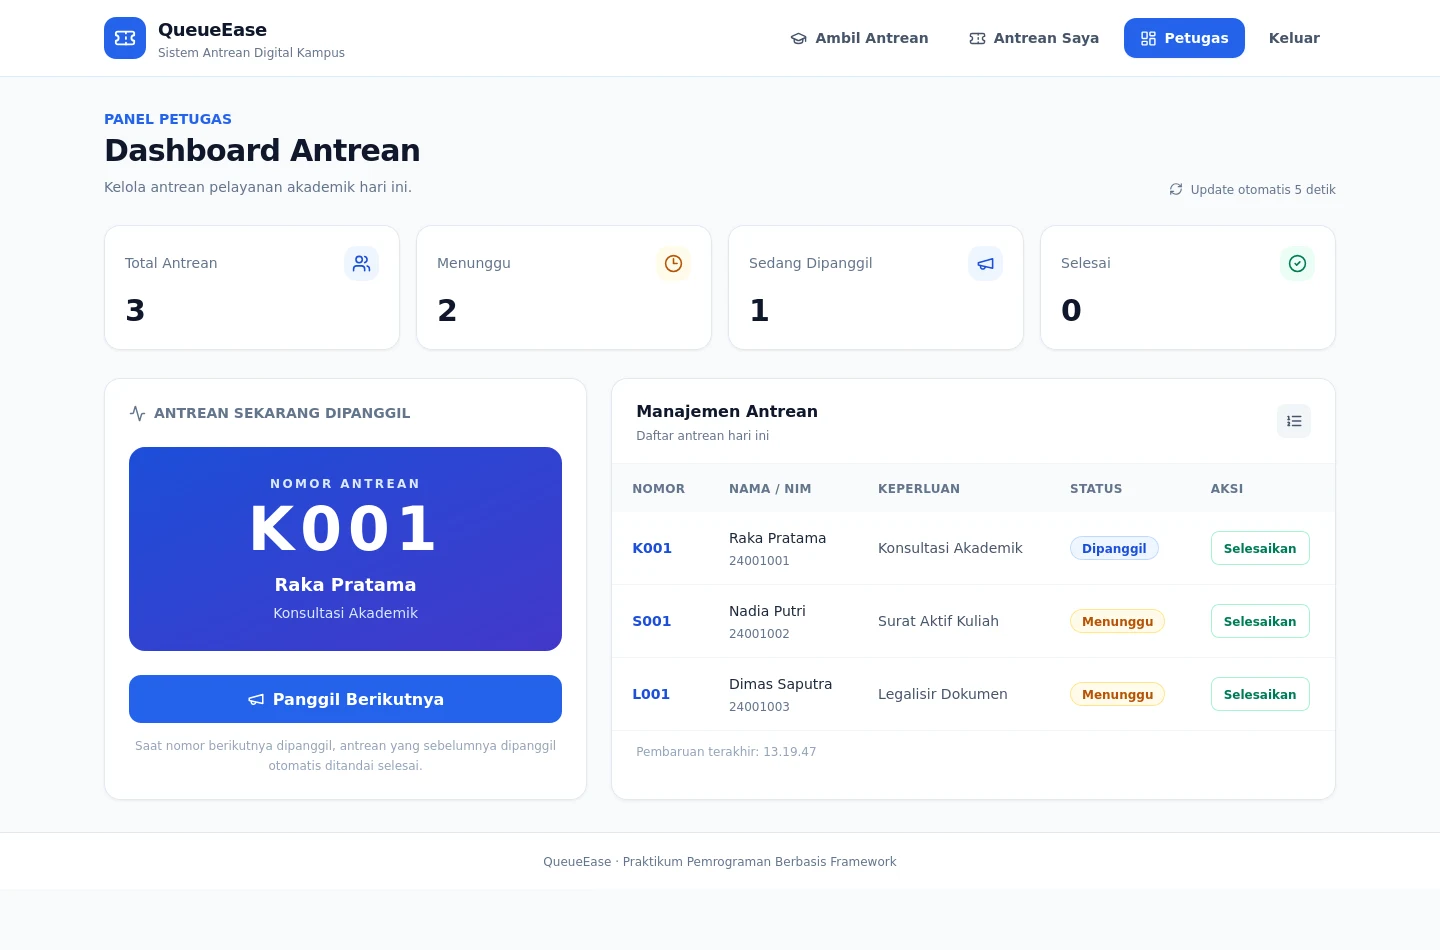 QueueEase
Sistem Antrean Digital Kampus
Ambil Antrean
Antrean Saya
Petugas
Keluar
PANEL PETUGAS
Dashboard Antrean
Kelola antrean pelayanan akademik hari ini.
Update otomatis 5 detik
Total Antrean
3
Menunggu
2
Sedang Dipanggil
1
Selesai
0
ANTREAN SEKARANG DIPANGGIL
NOMOR ANTREAN
K001
Raka Pratama
Konsultasi Akademik
Panggil Berikutnya
Saat nomor berikutnya dipanggil, antrean yang sebelumnya dipanggil
otomatis ditandai selesai.
Manajemen Antrean
Daftar antrean hari ini
NOMOR NAMA / NIM KEPERLUAN STATUS AKSI
K001 Raka Pratama 24001001 Konsultasi Akademik Dipanggil Selesaikan
S001 Nadia Putri 24001002 Surat Aktif Kuliah Menunggu Selesaikan
L001 Dimas Saputra 24001003 Legalisir Dokumen Menunggu Selesaikan
Pembaruan terakhir: 13.19.47
QueueEase · Praktikum Pemrograman Berbasis Framework